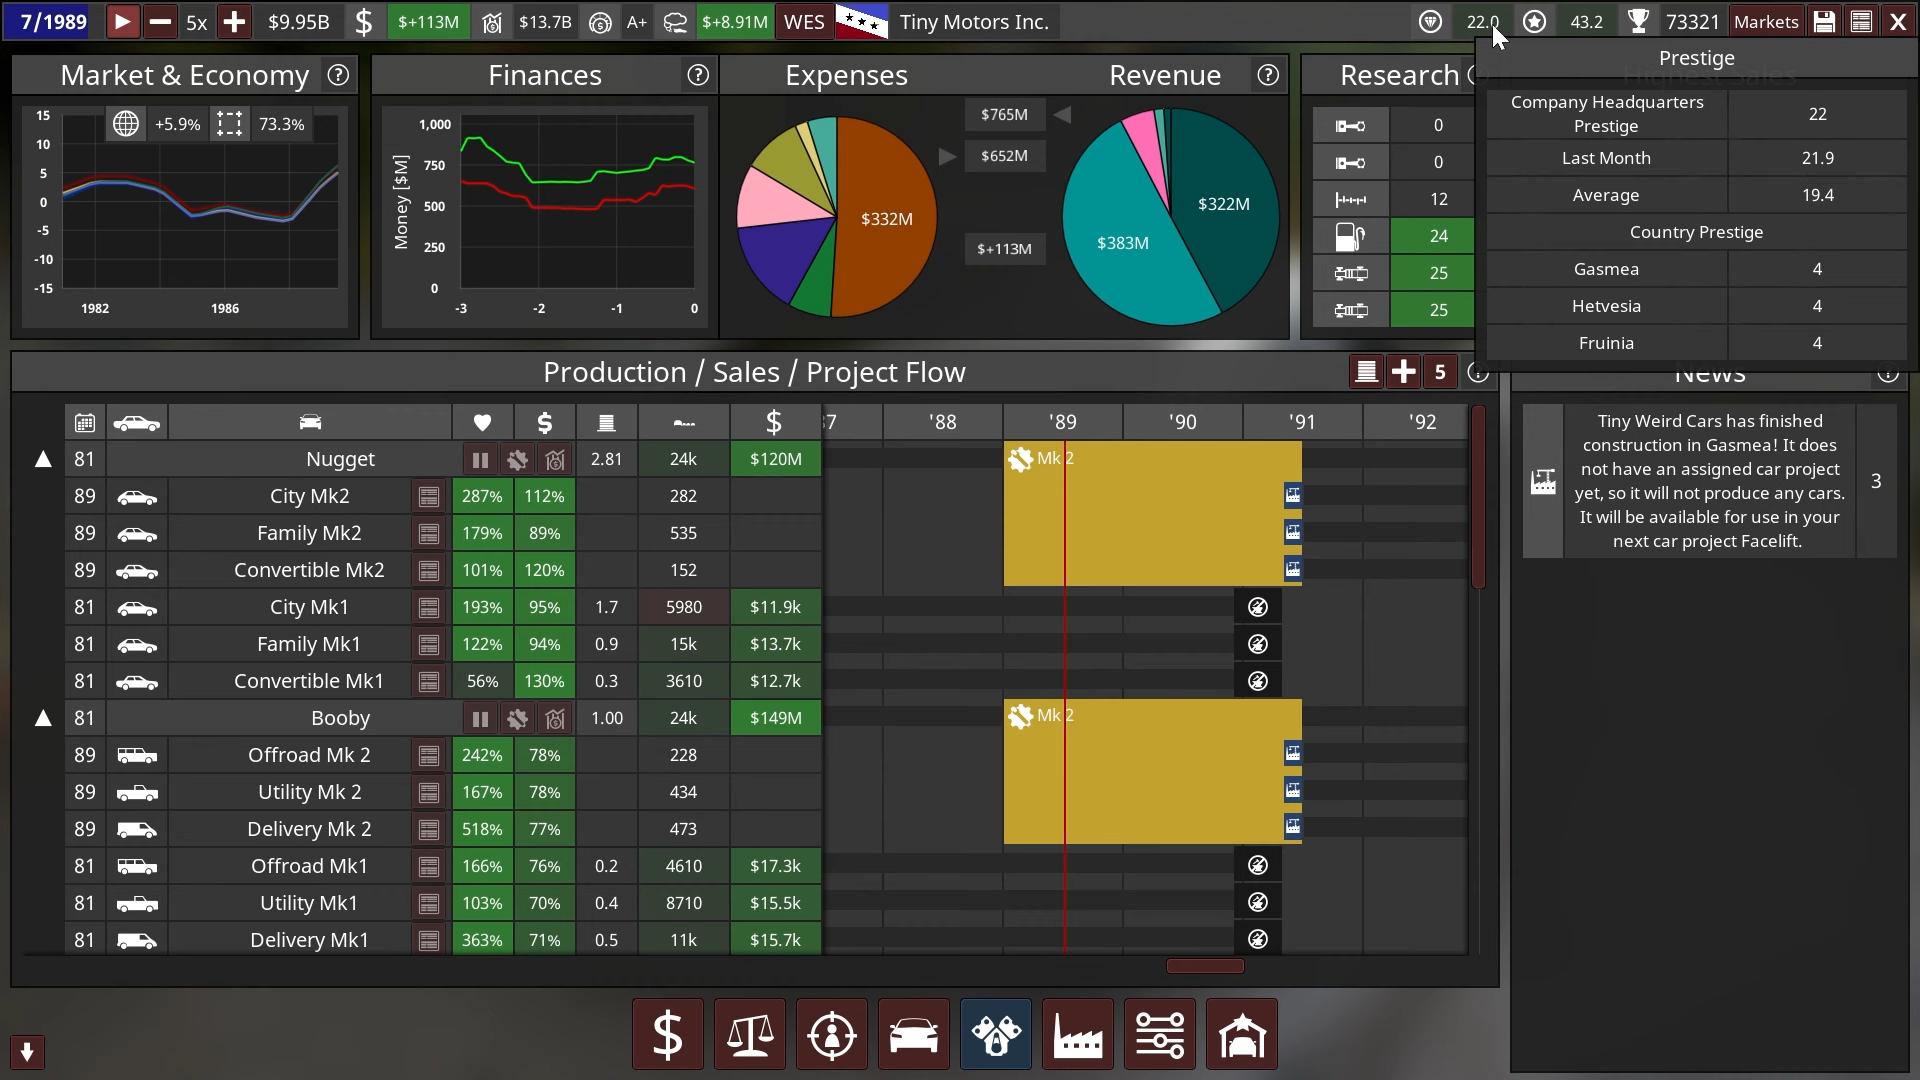 7/1989
5x
$9.95B
$+113M
$13.7B
A+
$+8.91M
WES
Tiny Motors Inc.
22.0
43.2
73321
Markets
X
Market & Economy ?
15
10
5
0
-5
-10
-15
+5.9%
73.3%
1982
1986
Finances ?
Money [$M]
1,000
750
500
250
0
-3
-2
-1
0
Expenses
$332M
$765M
$652M
$+113M
Revenue ?
$383M
$322M
Research
0
0
12
24
25
25
Prestige
Company Headquarters
Prestige
22
Last Month 21.9
Average 19.4
Country Prestige
Gasmea 4
Hetvesia 4
Fruinia 4
Production / Sales / Project Flow
5
?
$
$
7 '88 '89 '90 '91 '92
81 Nugget 2.81 24k $120M Mk 2
89 City Mk2 287% 112% 282
89 Family Mk2 179% 89% 535
89 Convertible Mk2 101% 120% 152
81 City Mk1 193% 95% 1.7 5980 $11.9k
81 Family Mk1 122% 94% 0.9 15k $13.7k
81 Convertible Mk1 56% 130% 0.3 3610 $12.7k
81 Booby 1.00 24k $149M Mk 2
89 Offroad Mk 2 242% 78% 228
89 Utility Mk 2 167% 78% 434
89 Delivery Mk 2 518% 77% 473
81 Offroad Mk1 166% 76% 0.2 4610 $17.3k
81 Utility Mk1 103% 70% 0.4 8710 $15.5k
81 Delivery Mk1 363% 71% 0.5 11k $15.7k
News ?
Tiny Weird Cars has finished
construction in Gasmea! It does
not have an assigned car project
yet, so it will not produce any cars.
It will be available for use in your
next car project Facelift.
3
$